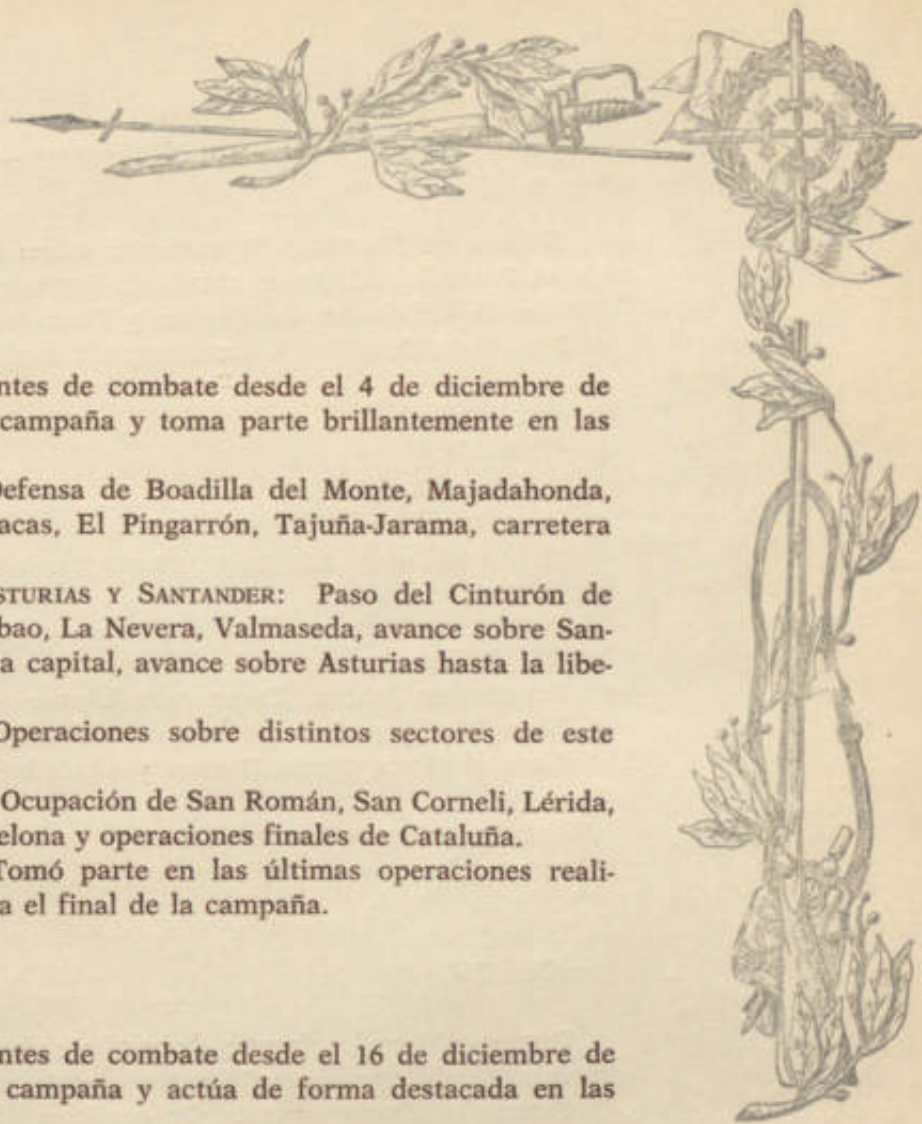 ntes de combate desde el 4 de diciembre de
campaña y toma parte brillantemente en las
Defensa de Boadilla del Monte, Majadahonda,
acas, El Pingarrón, Tajuña-Jarama, carretera
STURIAS Y SANTANDER: Paso del Cinturón de
bao, La Nevera, Valmaseda, avance sobre San-
a capital, avance sobre Asturias hasta la libe-
Operaciones sobre distintos sectores de este
Ocupación de San Román, San Corneli, Lérida,
elona y operaciones finales de Cataluña.
Tomó parte en las últimas operaciones reali-
a el final de la campaña.
ntes de combate desde el 16 de diciembre de
campaña y actúa de forma destacada en las